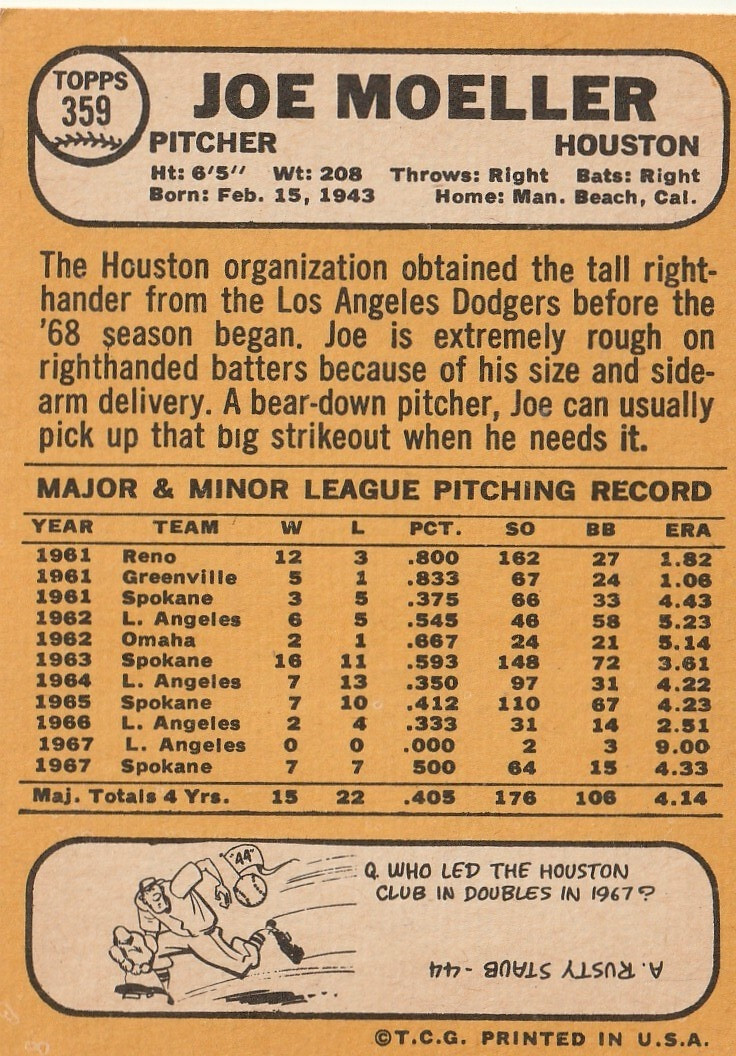 TOPPS
359
JOE MOELLER
PITCHER HOUSTON
Ht: 6'5" Wt: 208 Throws: Right Bats: Right
Born: Feb. 15, 1943 Home: Man. Beach, Cal.
The Houston organization obtained the tall right-
hander from the Los Angeles Dodgers before the
'68 season began. Joe is extremely rough on
righthanded batters because of his size and side-
arm delivery. A bear-down pitcher, Joe can usually
pick up that big strikeout when he needs it.
MAJOR & MINOR LEAGUE PITCHING RECORD
YEAR TEAM W L PCT. SO BB ERA
1961 Reno 12 3 .800 162 27 1.82
1961 Greenville 5 1 .833 67 24 1.06
1961 Spokane 3 5 .375 66 33 4.43
1962 L. Angeles 6 5 .545 46 58 5.23
1962 Omaha 2 1 .667 24 21 5.14
1963 Spokane 16 11 .593 148 72 3.61
1964 L. Angeles 7 13 .350 97 31 4.22
1965 Spokane 7 10 .412 110 67 4.23
1966 L. Angeles 2 4 .333 31 14 2.51
1967 L. Angeles 0 0 .000 2 3 9.00
1967 Spokane 7 7 500 64 15 4.33
Maj. Totals 4 Yrs. 15 22 .405 176 106 4.14
"44"
Q. WHO LED THE HOUSTON
CLUB IN DOUBLES IN 1967?
A. RUSTY STAUB - 44
©T.C.G. PRINTED IN U.S.A.